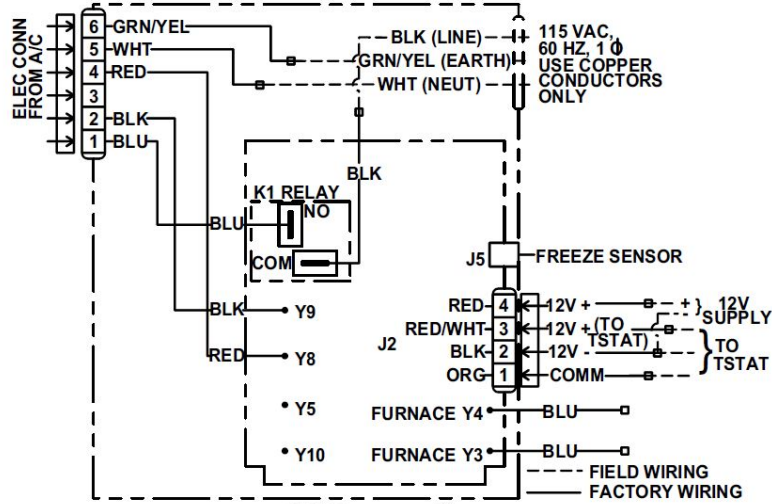 ELEC CONN
FROM A/C
6 GRN/YEL
5 WHT
4 RED
3
2 BLK
1 BLU
BLK (LINE)
GRN/YEL (EARTH)
WHT (NEUT)
115 VAC,
60 HZ, 1 ϕ
USE COPPER
CONDUCTORS
ONLY
BLK
K1 RELAY
NO
BLU
COM
J5
FREEZE SENSOR
BLK
Y9
RED
Y8
Y5
Y10
J2
RED 4 12V + + } 12V
SUPPLY
RED/WHT 3 12V + (TO
TSTAT)
BLK 2 12V -
ORG 1 COMM
} TO
TSTAT
FURNACE Y4 BLU
FURNACE Y3 BLU
FIELD WIRING
FACTORY WIRING